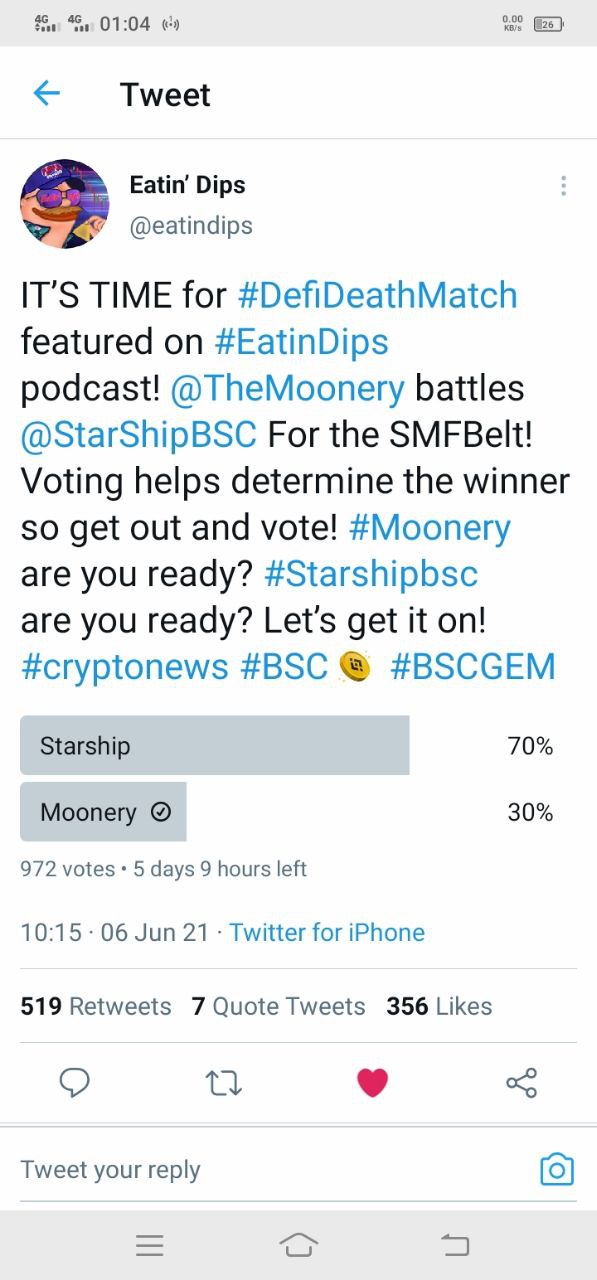 4G 4G 01:04 0.00 KB/s 26
Tweet
Eatin’ Dips
@eatindips
IT’S TIME for #DefiDeathMatch
featured on #EatinDips
podcast! @TheMoonery battles
@StarShipBSC For the SMFBelt!
Voting helps determine the winner
so get out and vote! #Moonery
are you ready? #Starshipbsc
are you ready? Let’s get it on!
#cryptonews #BSC #BSCGEM
Starship 70%
Moonery 30%
972 votes • 5 days 9 hours left
10:15 · 06 Jun 21 · Twitter for iPhone
519 Retweets 7 Quote Tweets 356 Likes
Tweet your reply